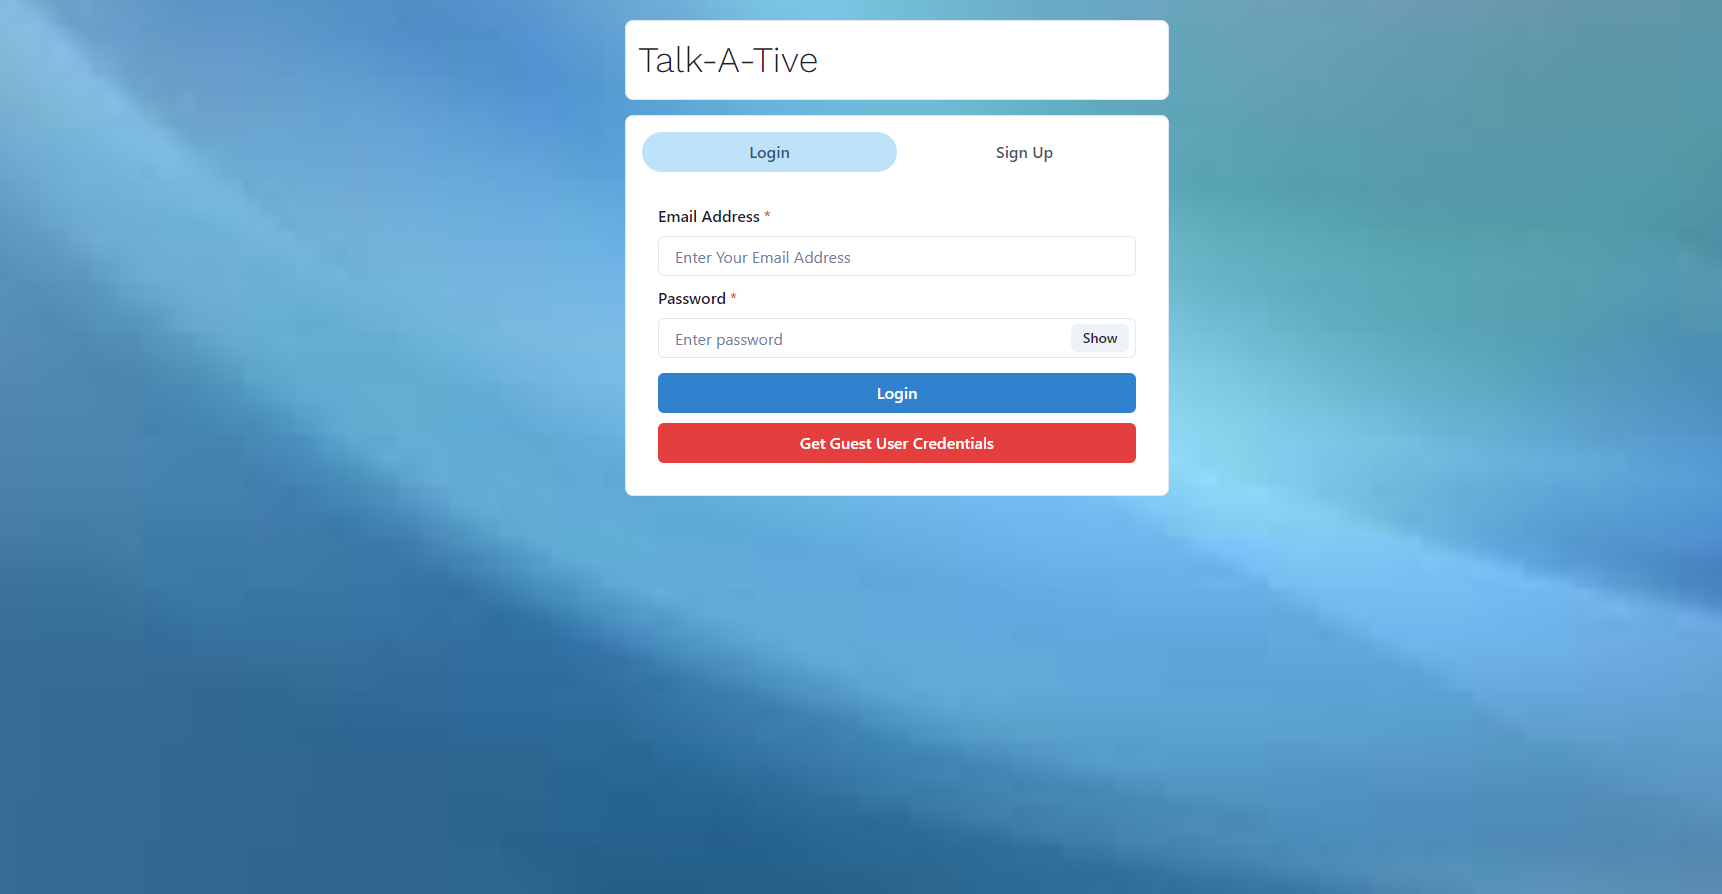 Talk-A-Tive
Login
Sign Up
Email Address *
Enter Your Email Address
Password *
Enter password
Show
Login
Get Guest User Credentials